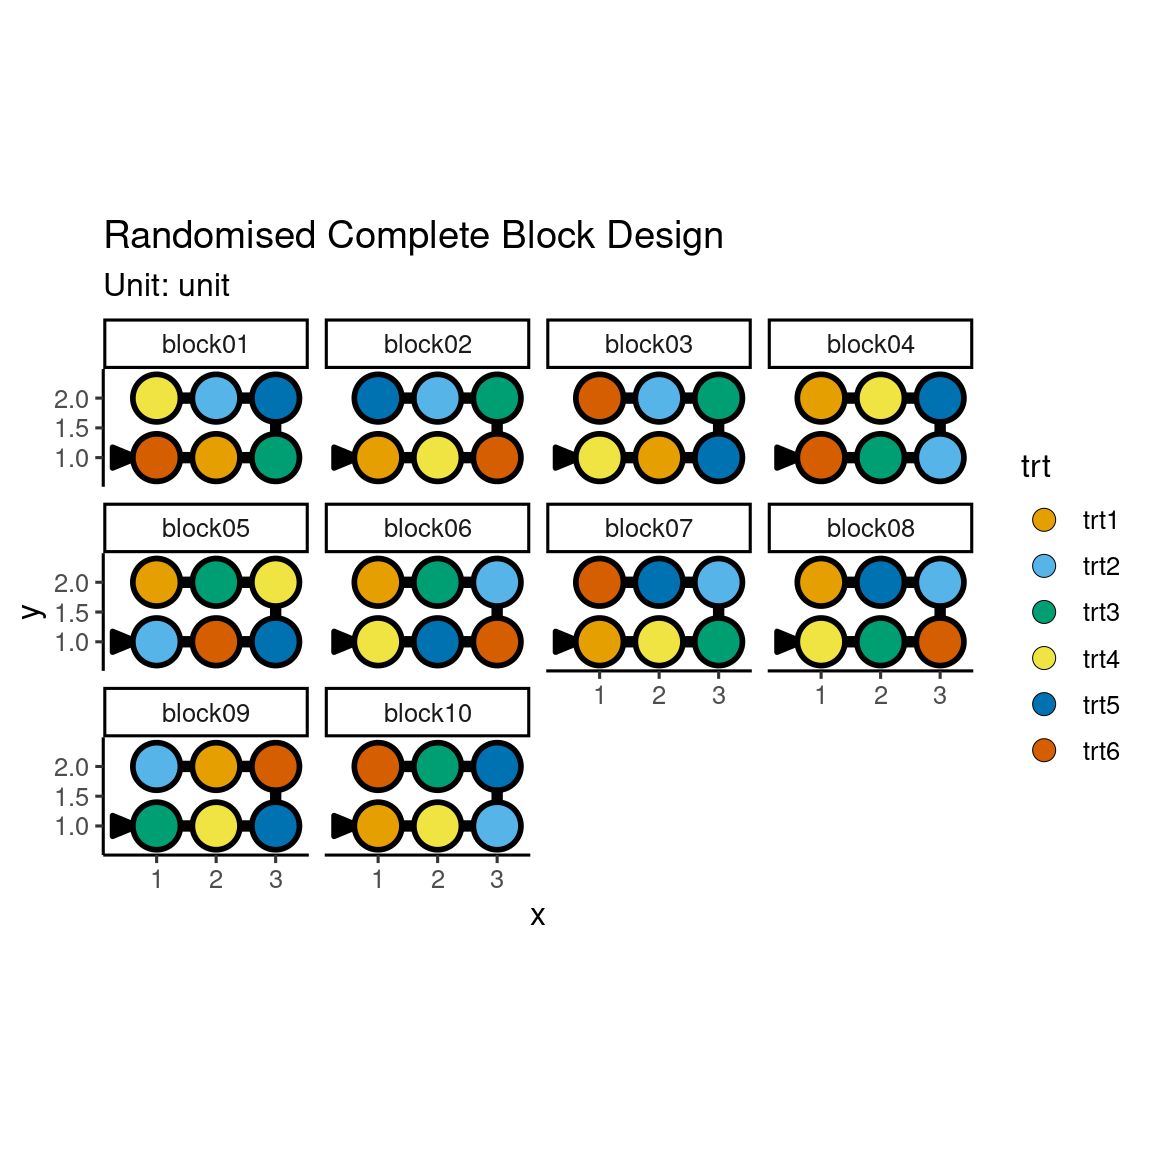 Randomised Complete Block Design
Unit: unit
block01 block02 block03 block04
2.0
1.5
1.0
block05 block06 block07 block08
2.0
1.5
1.0
1 2 3 1 2 3
block09 block10
2.0
1.5
1.0
1 2 3 1 2 3
y
x
trt
trt1
trt2
trt3
trt4
trt5
trt6